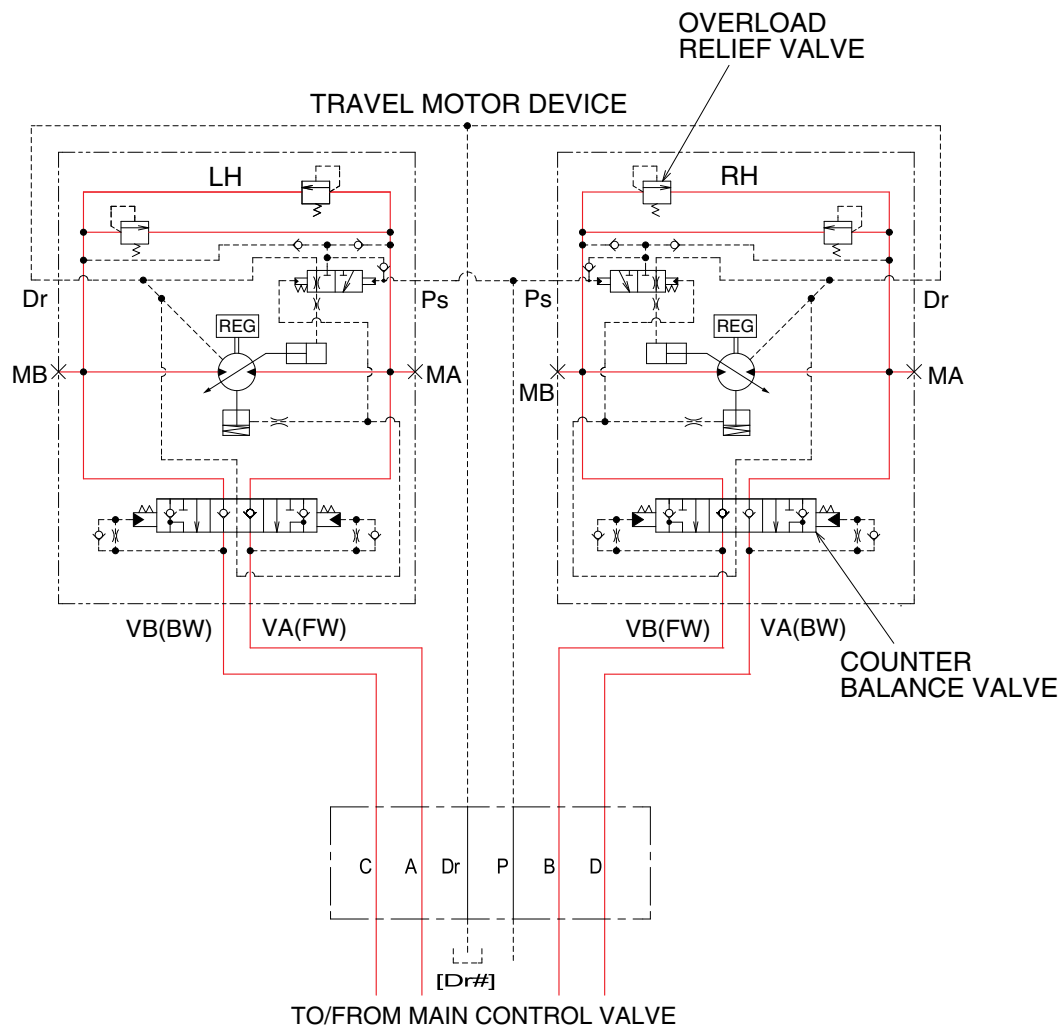 OVERLOAD
RELIEF VALVE
TRAVEL MOTOR DEVICE
LH
RH
Dr
Ps
Ps
Dr
REG
REG
MB
MA
MB
MA
VB(BW)
VA(FW)
VB(FW)
VA(BW)
COUNTER
BALANCE VALVE
C
A
Dr
P
B
D
[Dr#]
TO/FROM MAIN CONTROL VALVE